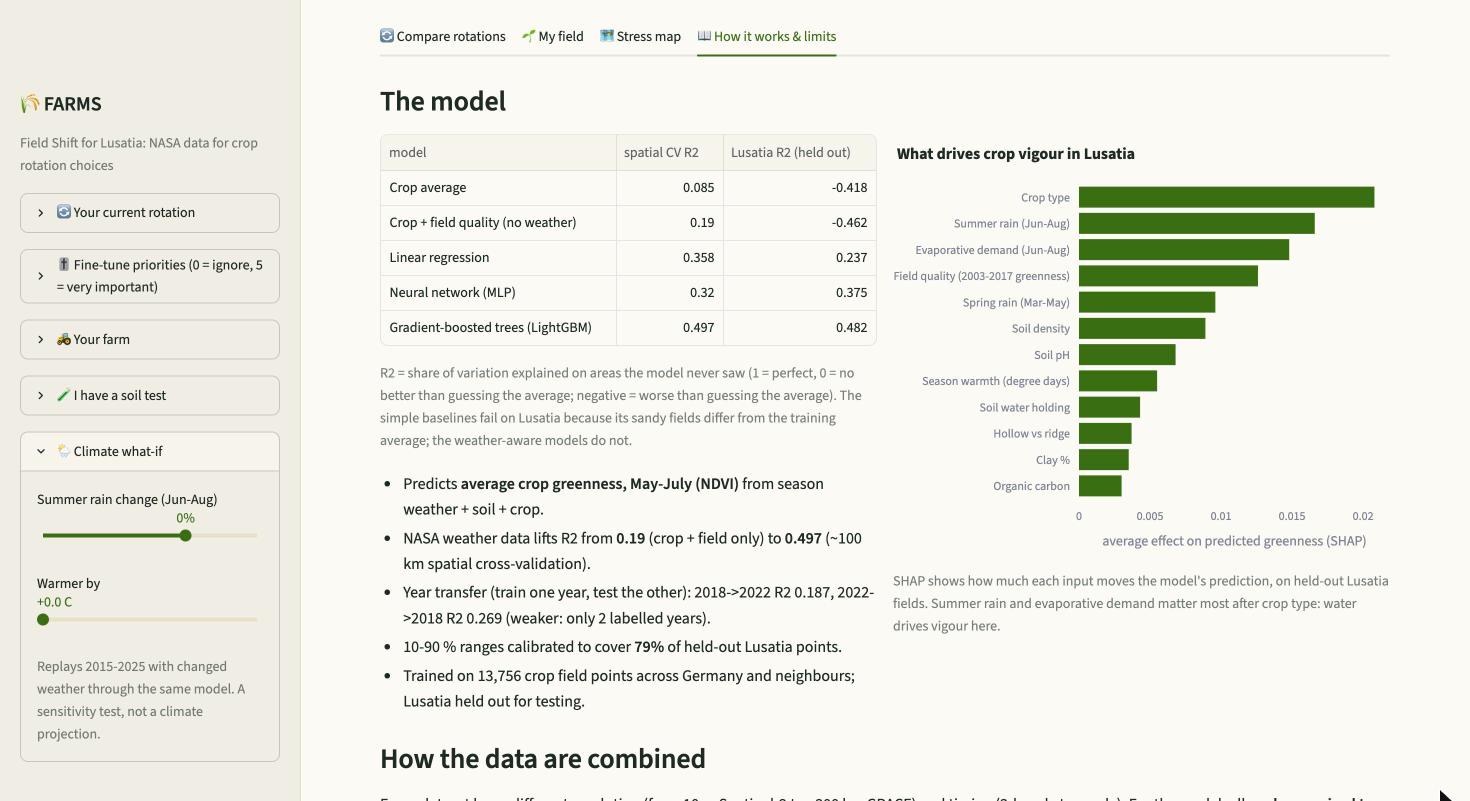 FARMS
Field Shift for Lusatia: NASA data for crop
rotation choices
Your current rotation
Fine-tune priorities (0 = ignore, 5
= very important)
Your farm
I have a soil test
Climate what-if
Summer rain change (Jun-Aug)
0%
Warmer by
+0.0 C
Replays 2015-2025 with changed
weather through the same model. A
sensitivity test, not a climate
projection.
Compare rotations My field Stress map How it works & limits
The model
model spatial CV R2 Lusatia R2 (held out)
Crop average 0.085 -0.418
Crop + field quality (no weather) 0.19 -0.462
Linear regression 0.358 0.237
Neural network (MLP) 0.32 0.375
Gradient-boosted trees (LightGBM) 0.497 0.482
R2 = share of variation explained on areas the model never saw (1 = perfect, 0 = no
better than guessing the average; negative = worse than guessing the average). The
simple baselines fail on Lusatia because its sandy fields differ from the training
average; the weather-aware models do not.
• Predicts average crop greenness, May-July (NDVI) from season
weather + soil + crop.
• NASA weather data lifts R2 from 0.19 (crop + field only) to 0.497 (~100
km spatial cross-validation).
• Year transfer (train one year, test the other): 2018->2022 R2 0.187, 2022-
>2018 R2 0.269 (weaker: only 2 labelled years).
• 10-90 % ranges calibrated to cover 79% of held-out Lusatia points.
• Trained on 13,756 crop field points across Germany and neighbours;
Lusatia held out for testing.
What drives crop vigour in Lusatia
Crop type
Summer rain (Jun-Aug)
Evaporative demand (Jun-Aug)
Field quality (2003-2017 greenness)
Spring rain (Mar-May)
Soil density
Soil pH
Season warmth (degree days)
Soil water holding
Hollow vs ridge
Clay %
Organic carbon
0 0.005 0.01 0.015 0.02
average effect on predicted greenness (SHAP)
SHAP shows how much each input moves the model's prediction, on held-out Lusatia
fields. Summer rain and evaporative demand matter most after crop type: water
drives vigour here.
How the data are combined